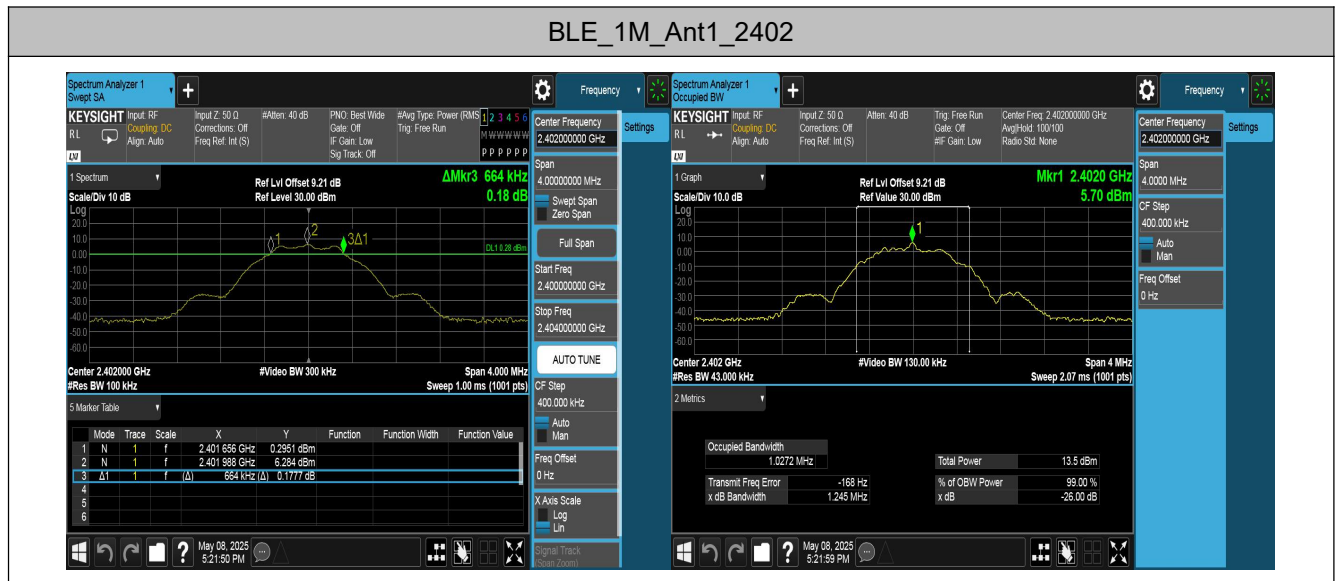 BLE_1M_Ant1_2402
Spectrum Analyzer 1
Swept SA
+
KEYSIGHT
RL
LXI
Input: RF
Coupling: DC
Align: Auto
Input Z: 50 Ω
Corrections: Off
Freq Ref: Int (S)
#Atten: 40 dB
PNO: Best Wide
Gate: Off
IF Gain: Low
Sig Track: Off
#Avg Type: Power (RMS
Trig: Free Run
1 2 3 4 5 6
M W W W W W
P P P P P P
1 Spectrum
Scale/Div 10 dB
Ref Lvl Offset 9.21 dB
Ref Level 30.00 dBm
ΔMkr3 664 kHz
0.18 dB
Log
20.0
10.0
0.00
-10.0
-20.0
-30.0
-40.0
-50.0
-60.0
1
2
3Δ1
DL1 0.28 dBm
Center 2.402000 GHz
#Video BW 300 kHz
Span 4.000 MHz
#Res BW 100 kHz
Sweep 1.00 ms (1001 pts)
5 Marker Table
Mode Trace Scale X Y Function Function Width Function Value
1 N 1 f 2.401 656 GHz 0.2951 dBm
2 N 1 f 2.401 988 GHz 6.284 dBm
3 Δ1 1 f (Δ) 664 kHz (Δ) 0.1777 dB
4
5
6
?
May 08, 2025
5:21:50 PM
Frequency
Settings
Center Frequency
2.402000000 GHz
Span
4.00000000 MHz
Swept Span
Zero Span
Full Span
Start Freq
2.400000000 GHz
Stop Freq
2.404000000 GHz
AUTO TUNE
CF Step
400.000 kHz
Auto
Man
Freq Offset
0 Hz
X Axis Scale
Log
Lin
Signal Track
(Span Zoom)
Spectrum Analyzer 1
Occupied BW
+
KEYSIGHT
RL
LXI
Input: RF
Coupling: DC
Align: Auto
Input Z: 50 Ω
Corrections: Off
Freq Ref: Int (S)
Atten: 40 dB
Trig: Free Run
Gate: Off
#IF Gain: Low
Center Freq: 2.402000000 GHz
Avg|Hold: 100/100
Radio Std: None
1 Graph
Scale/Div 10.0 dB
Ref Lvl Offset 9.21 dB
Ref Value 30.00 dBm
Mkr1 2.4020 GHz
5.70 dBm
Log
20.0
10.0
0.00
-10.0
-20.0
-30.0
-40.0
-50.0
-60.0
1
Center 2.402 GHz
#Video BW 130.00 kHz
Span 4 MHz
#Res BW 43.000 kHz
Sweep 2.07 ms (1001 pts)
2 Metrics
Occupied Bandwidth
1.0272 MHz
Total Power 13.5 dBm
Transmit Freq Error -168 Hz
% of OBW Power 99.00 %
x dB Bandwidth 1.245 MHz
x dB -26.00 dB
?
May 08, 2025
5:21:59 PM
Frequency
Settings
Center Frequency
2.402000000 GHz
Span
4.0000 MHz
CF Step
400.000 kHz
Auto
Man
Freq Offset
0 Hz